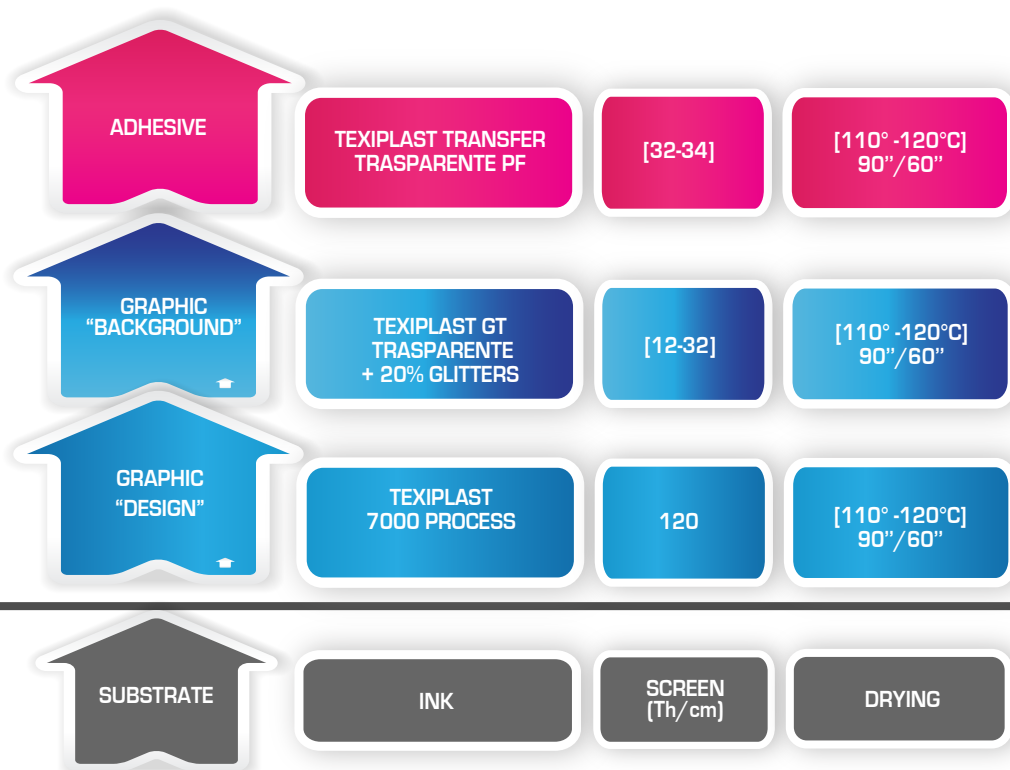 ADHESIVE
TEXIPLAST TRANSFER
TRASPARENTE PF
[32-34]
[110° -120°C]
90’’/60’’
GRAPHIC
“BACKGROUND”
TEXIPLAST GT
TRASPARENTE
+ 20% GLITTERS
[12-32]
[110° -120°C]
90’’/60’’
GRAPHIC
“DESIGN”
TEXIPLAST
7000 PROCESS
120
[110° -120°C]
90’’/60’’
SUBSTRATE
INK
SCREEN
[Th/cm]
DRYING